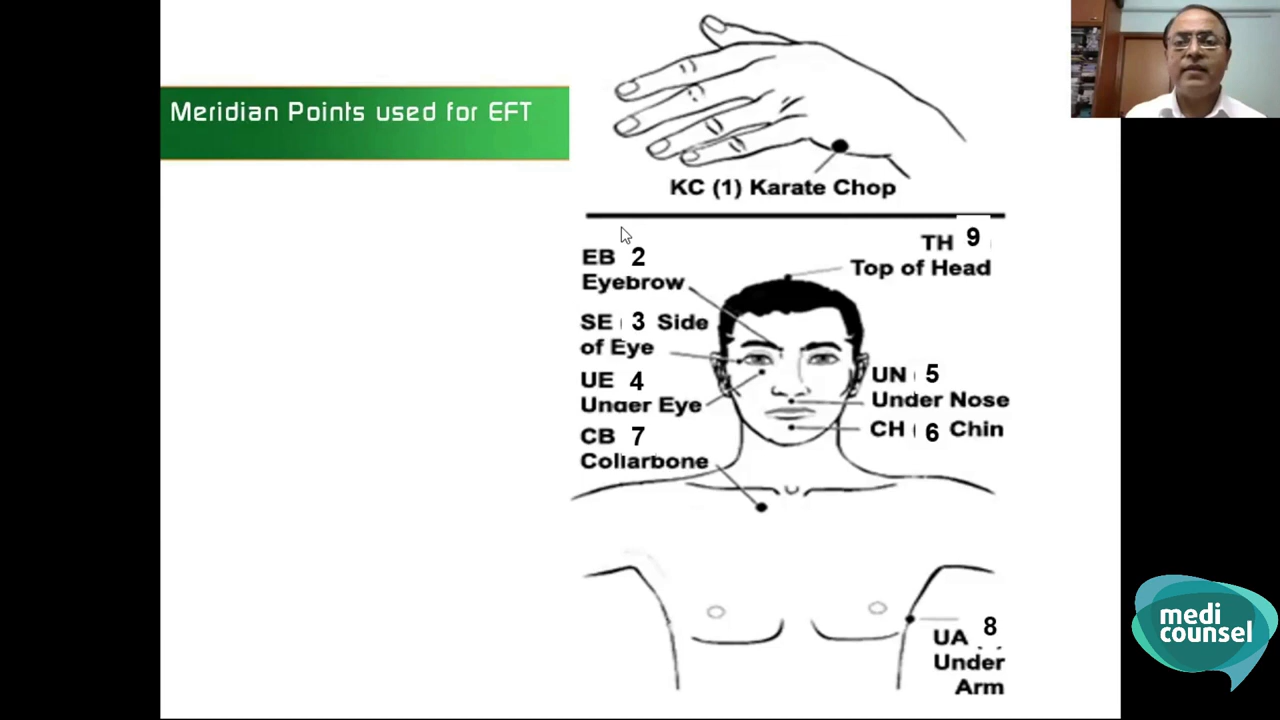 Meridian Points used for EFT
KC (1) Karate Chop
EB 2
Eyebrow
SE ( 3 Side
of Eye
UE 4
Under Eye
CB 7
Collarbone
TH 9
Top of Head
UN ( 5
Under Nose
CH ( 6 Chin
UA 8
Under
Arm
medi
counsel